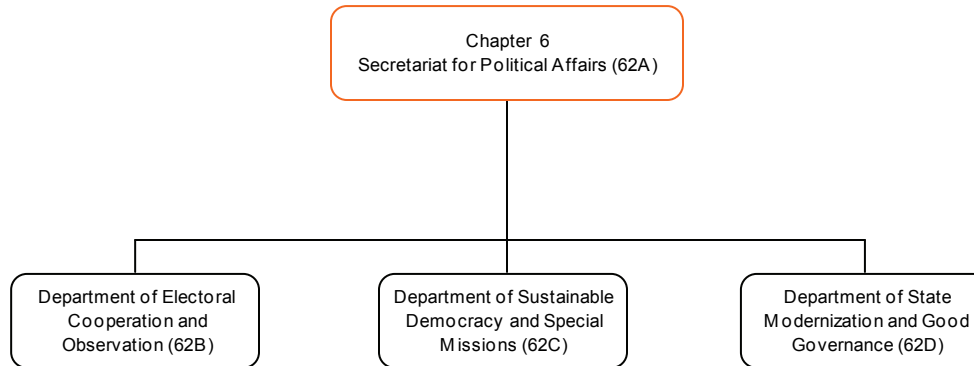 Chapter 6
Secretariat for Political Affairs (62A)
Department of Electoral
Cooperation and
Observation (62B)
Department of Sustainable
Democracy and Special
Missions (62C)
Department of State
Modernization and Good
Governance (62D)